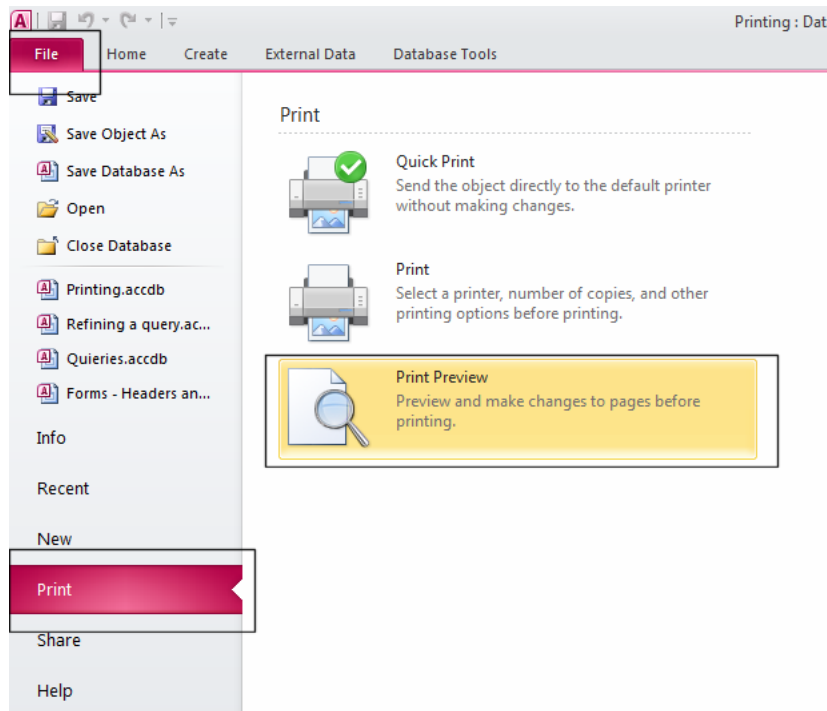 A
Printing : Dat
File Home Create External Data Database Tools
Save
Save Object As
Save Database As
Open
Close Database
Printing.accdb
Refining a query.ac...
Quieries.accdb
Forms - Headers an...
Info
Recent
New
Print
Share
Help
Print
Quick Print
Send the object directly to the default printer
without making changes.
Print
Select a printer, number of copies, and other
printing options before printing.
Print Preview
Preview and make changes to pages before
printing.